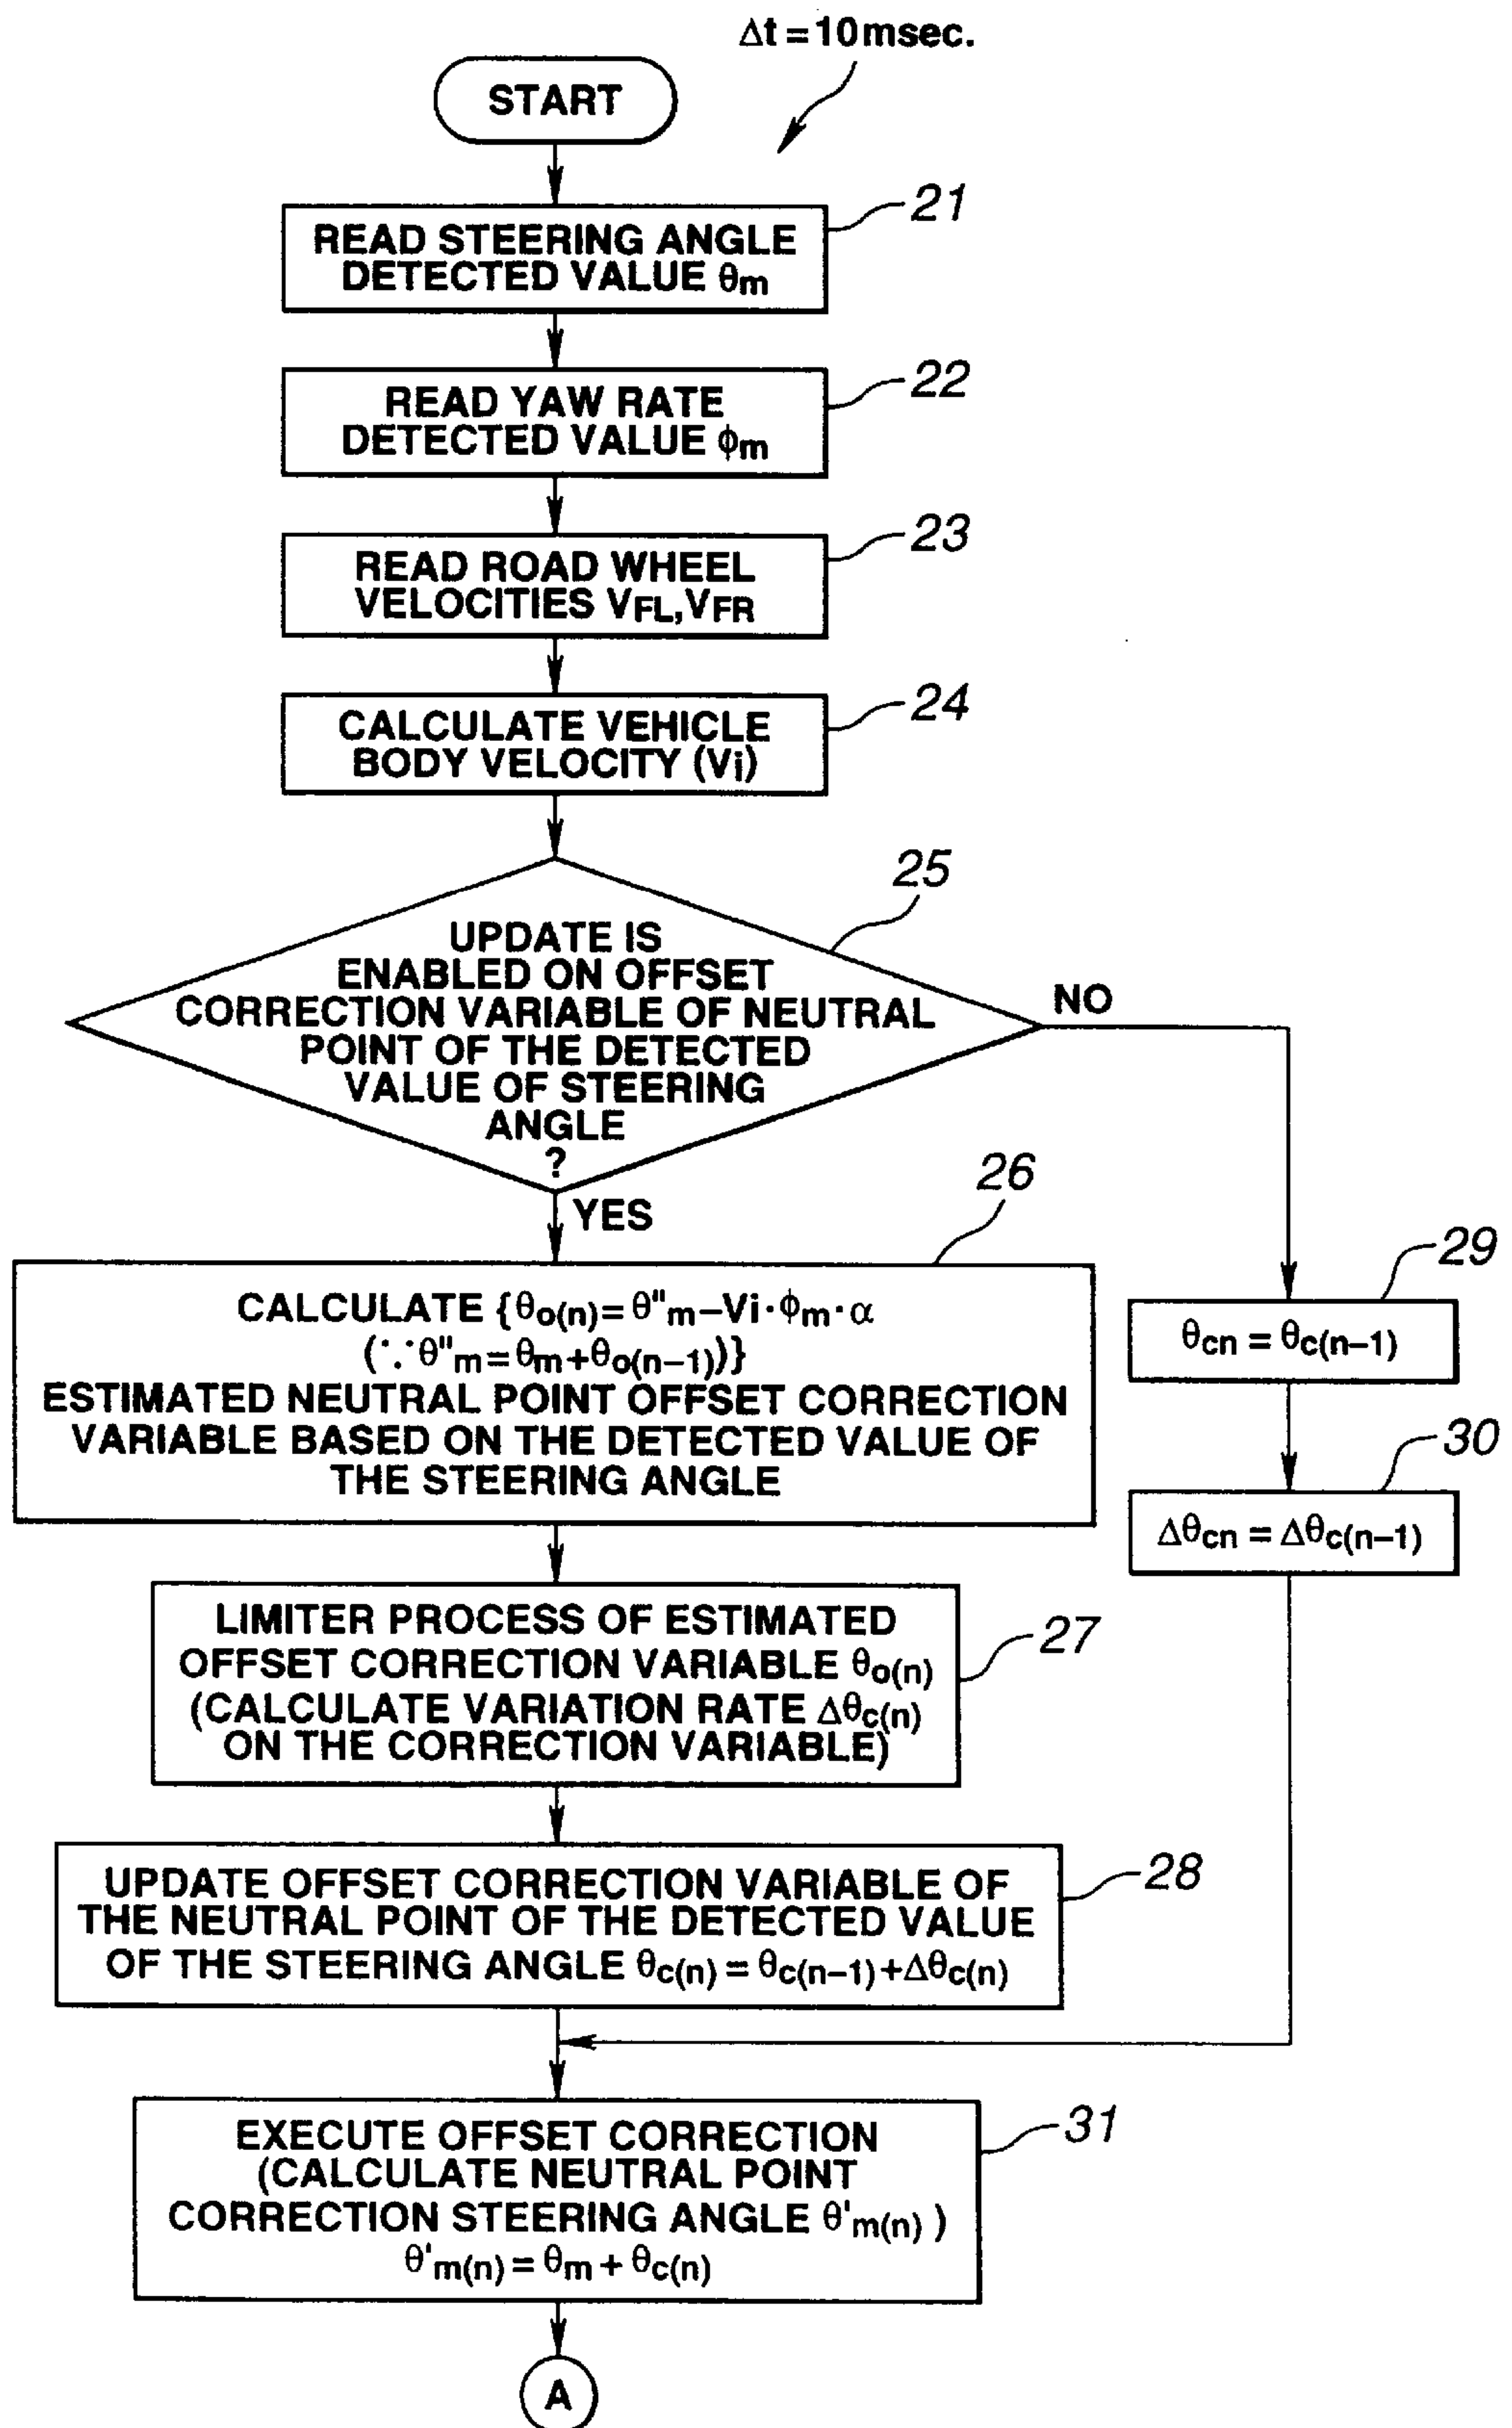 Δt = 10msec.
START
21
READ STEERING ANGLE
DETECTED VALUE θm
22
READ YAW RATE
DETECTED VALUE ϕm
23
READ ROAD WHEEL
VELOCITIES VFL,VFR
24
CALCULATE VEHICLE
BODY VELOCITY (Vi)
25
UPDATE IS
ENABLED ON OFFSET
CORRECTION VARIABLE OF NEUTRAL
POINT OF THE DETECTED
VALUE OF STEERING
ANGLE
?
NO
YES
26
CALCULATE {θo(n)=θ"m–Vi·ϕm·α
(∵θ"m=θm+θo(n–1))}
ESTIMATED NEUTRAL POINT OFFSET CORRECTION
VARIABLE BASED ON THE DETECTED VALUE OF
THE STEERING ANGLE
29
θcn = θc(n–1)
30
Δθcn = Δθc(n–1)
27
LIMITER PROCESS OF ESTIMATED
OFFSET CORRECTION VARIABLE θo(n)
(CALCULATE VARIATION RATE Δθc(n)
ON THE CORRECTION VARIABLE)
28
UPDATE OFFSET CORRECTION VARIABLE OF
THE NEUTRAL POINT OF THE DETECTED VALUE
OF THE STEERING ANGLE θc(n) = θc(n–1)+Δθc(n)
31
EXECUTE OFFSET CORRECTION
(CALCULATE NEUTRAL POINT
CORRECTION STEERING ANGLE θ'm(n) )
θ'm(n) = θm + θc(n)
A